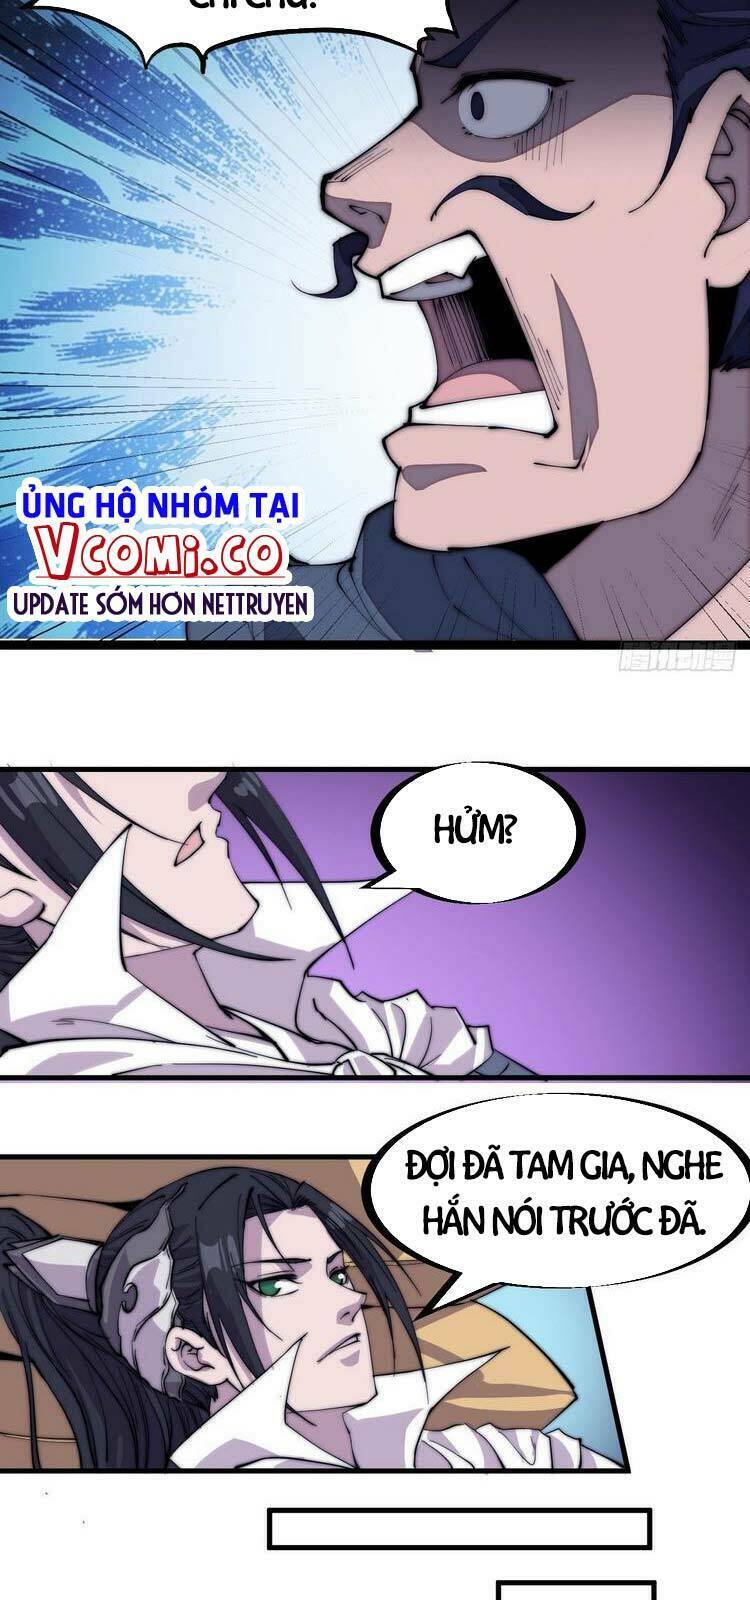 ỦNG HỘ NHÓM TẠI
VCOMI.CO
UPDATE SỚM HƠN NETTRUYEN
HỬM?
ĐỢI ĐÃ TAM GIA, NGHE
HẮN NÓI TRƯỚC ĐÃ.